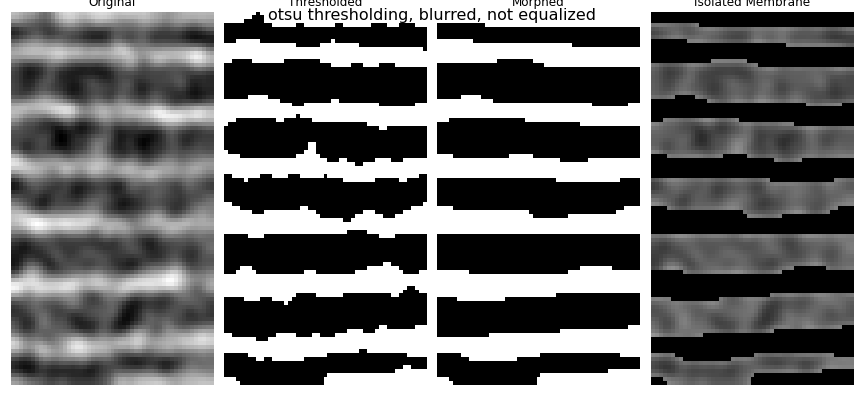 Original
Thresholded
Morphed
Isolated Membrane
otsu thresholding, blurred, not equalized